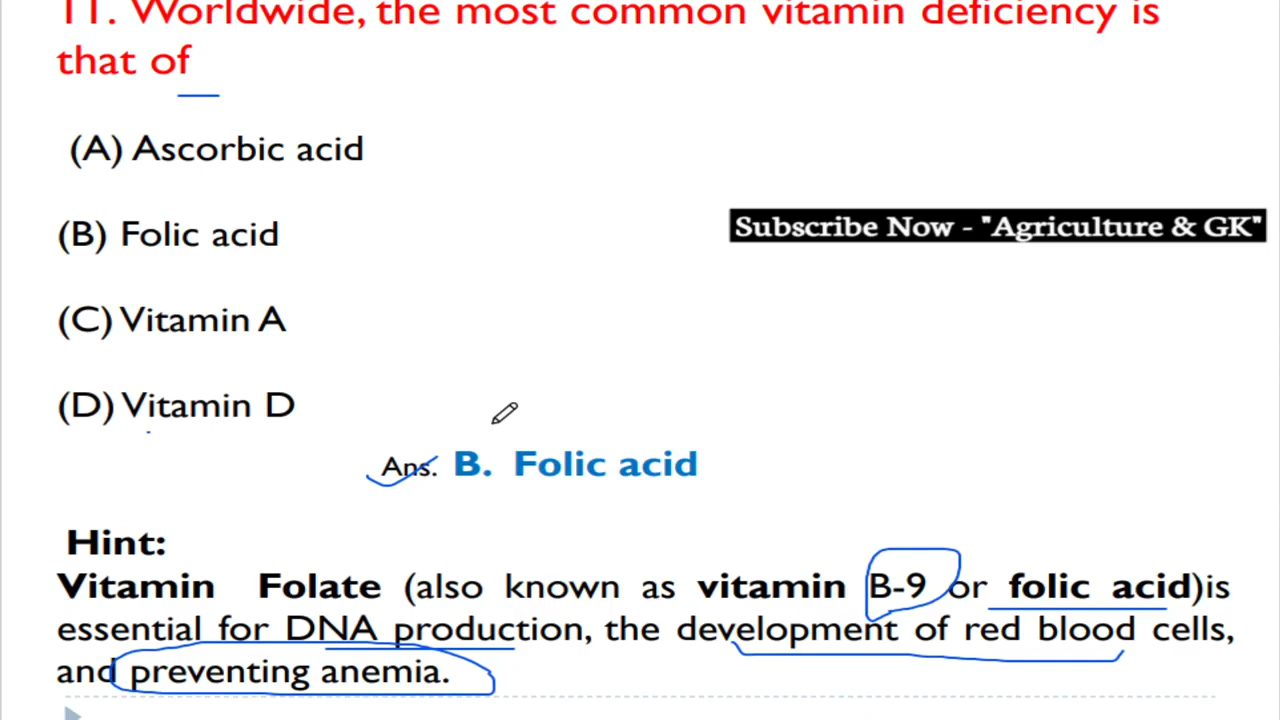 11. Worldwide, the most common vitamin deficiency is
that of
(A) Ascorbic acid
(B) Folic acid
Subscribe Now - "Agriculture & GK"
(C) Vitamin A
(D) Vitamin D
Ans. B. Folic acid
Hint:
Vitamin Folate (also known as vitamin B-9 or folic acid)is
essential for DNA production, the development of red blood cells,
and preventing anemia.